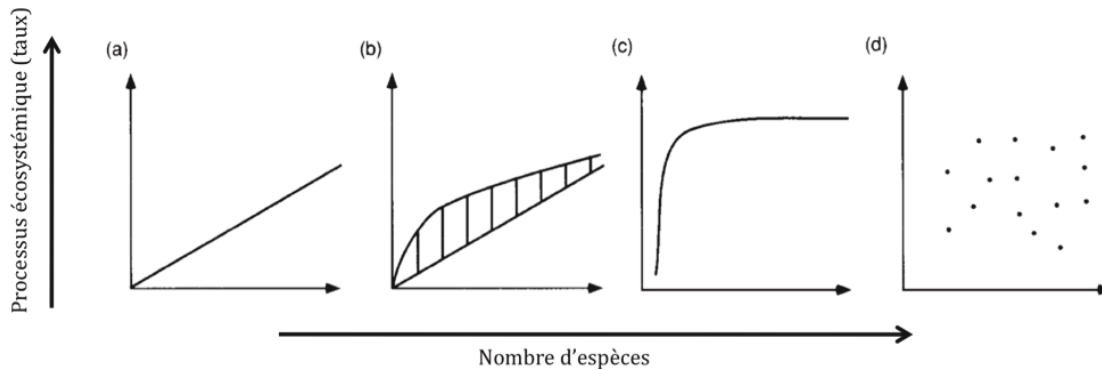 Processus écosystémique (taux)
(a)
(b)
(c)
(d)
Nombre d'espèces